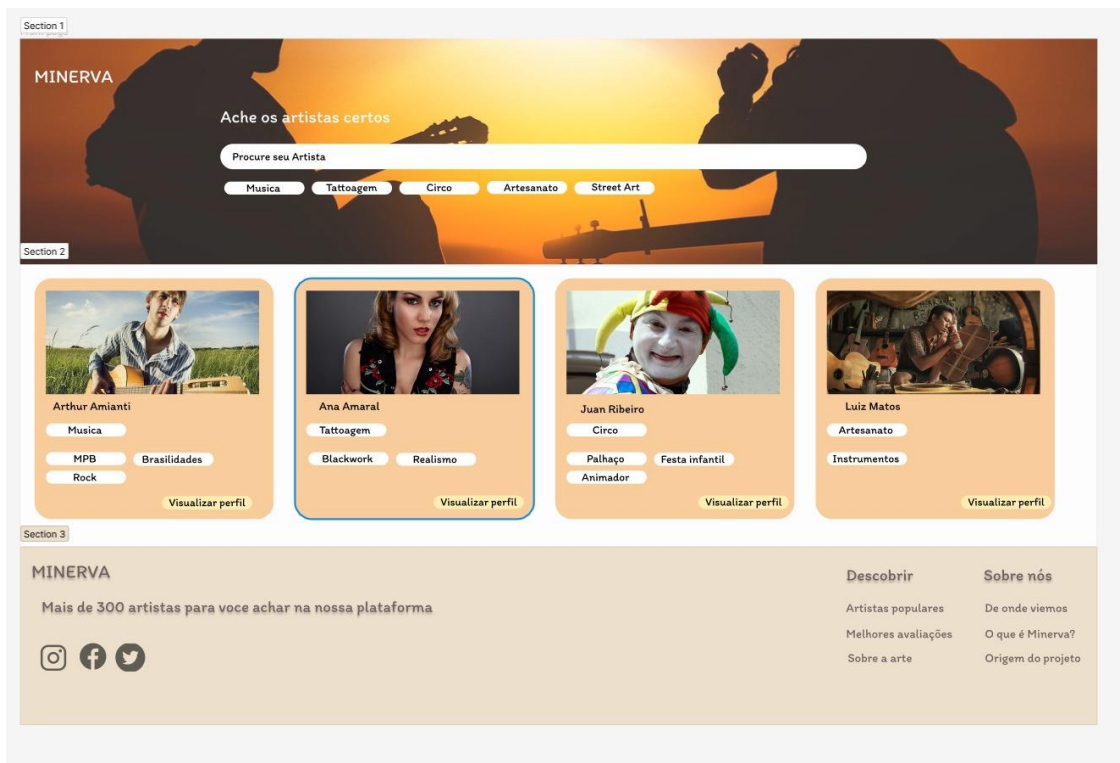 Section 1
MINERVA
Ache os artistas certos
Procure seu Artista
Musica Tattoagem Circo Artesanato Street Art
Section 2
Arthur Amianti
Musica
MPB Brasilidades
Rock
Visualizar perfil
Ana Amaral
Tattoagem
Blackwork Realismo
Visualizar perfil
Juan Ribeiro
Circo
Palhaço Festa infantil
Animador
Visualizar perfil
Luiz Matos
Artesanato
Instrumentos
Visualizar perfil
Section 3
MINERVA
Mais de 300 artistas para voce achar na nossa plataforma
Descobrir
Artistas populares
Melhores avaliações
Sobre a arte
Sobre nós
De onde viemos
O que é Minerva?
Origem do projeto